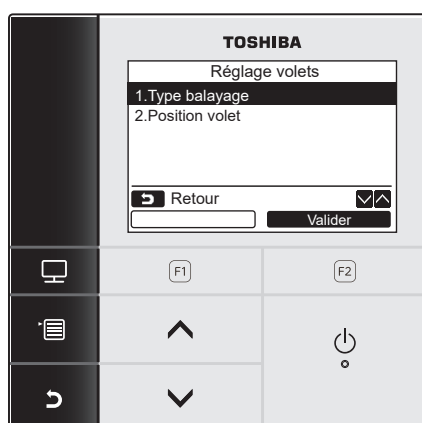 TOSHIBA
Réglage volets
1.Type balayage
2.Position volet
Retour
Valider
F1 F2